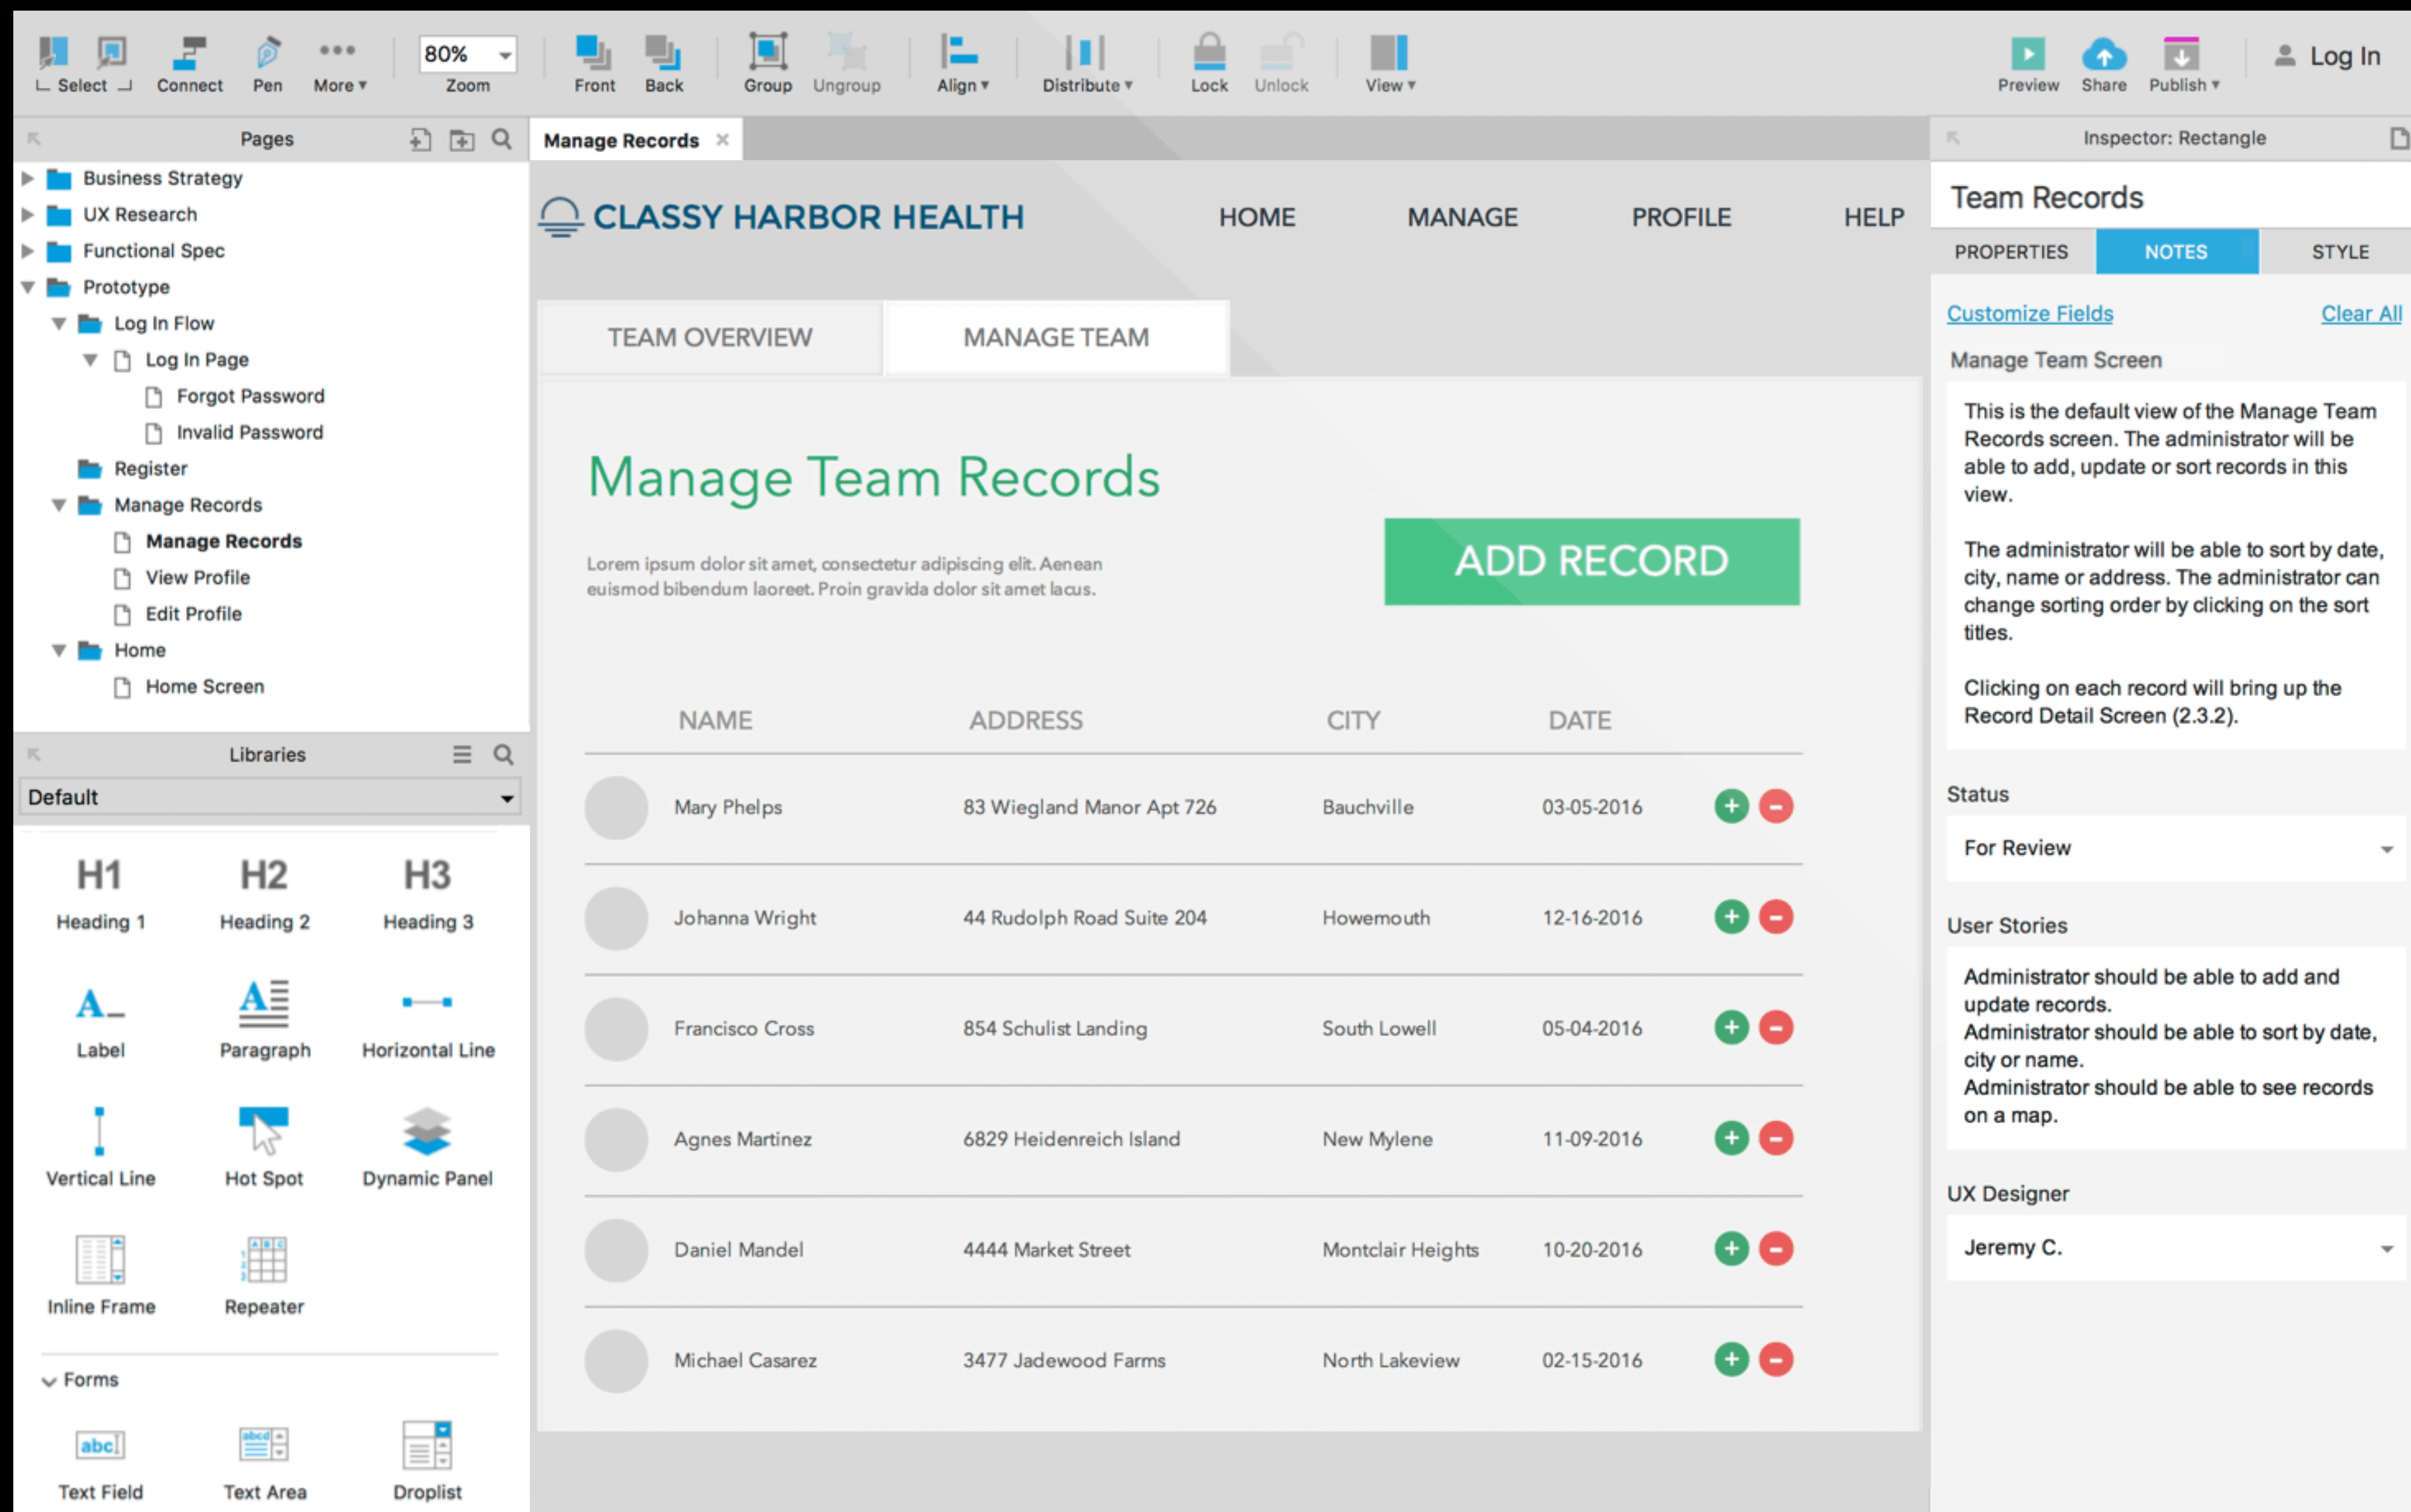 Select
Connect
Pen
More
80%
Zoom
Front
Back
Group
Ungroup
Align
Distribute
Lock
Unlock
View
Preview
Share
Publish
Log In
Pages
Business Strategy
UX Research
Functional Spec
Prototype
Log In Flow
Log In Page
Forgot Password
Invalid Password
Register
Manage Records
Manage Records
View Profile
Edit Profile
Home
Home Screen
Libraries
Default
H1 H2 H3
Heading 1 Heading 2 Heading 3
A A
Label Paragraph Horizontal Line
Vertical Line Hot Spot Dynamic Panel
A B C
1
2
3
Inline Frame Repeater
Forms
abc abcd
Text Field Text Area Droplist
Manage Records
CLASSY HARBOR HEALTH HOME MANAGE PROFILE HELP
TEAM OVERVIEW MANAGE TEAM
Manage Team Records
Lorem ipsum dolor sit amet, consectetur adipiscing elit. Aenean
euismod bibendum laoreet. Proin gravida dolor sit amet lacus.
ADD RECORD
NAME ADDRESS CITY DATE
Mary Phelps 83 Wiegland Manor Apt 726 Bauchville 03-05-2016
Johanna Wright 44 Rudolph Road Suite 204 Howemouth 12-16-2016
Francisco Cross 854 Schulist Landing South Lowell 05-04-2016
Agnes Martinez 6829 Heidenreich Island New Mylene 11-09-2016
Daniel Mandel 4444 Market Street Montclair Heights 10-20-2016
Michael Casarez 3477 Jadewood Farms North Lakeview 02-15-2016
Inspector: Rectangle
Team Records
PROPERTIES NOTES STYLE
Customize Fields Clear All
Manage Team Screen
This is the default view of the Manage Team
Records screen. The administrator will be
able to add, update or sort records in this
view.
The administrator will be able to sort by date,
city, name or address. The administrator can
change sorting order by clicking on the sort
titles.
Clicking on each record will bring up the
Record Detail Screen (2.3.2).
Status
For Review
User Stories
Administrator should be able to add and
update records.
Administrator should be able to sort by date,
city or name.
Administrator should be able to see records
on a map.
UX Designer
Jeremy C.